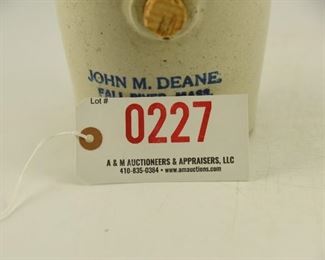 JOHN M. DEANE,
FALL RIVER, MASS.
Lot #
0227
A & M AUCTIONEERS & APPRAISERS, LLC
410-835-0384 • www.amauctions.com